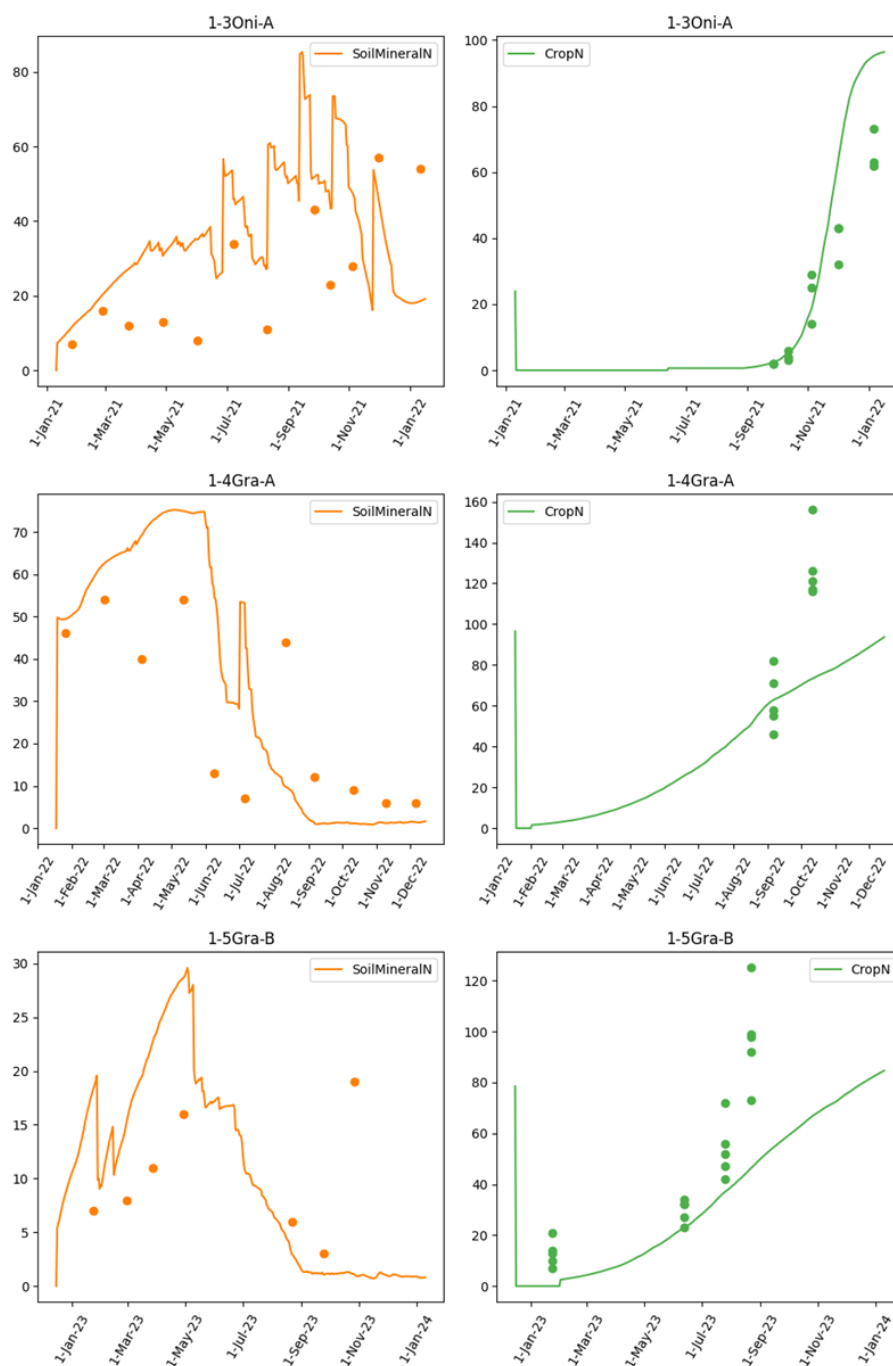 1-3Oni-A
SoilMineralN
80
60
40
20
0
1-Jan-21
1-Mar-21
1-May-21
1-Jul-21
1-Sep-21
1-Nov-21
1-Jan-22
1-3Oni-A
CropN
100
80
60
40
20
0
1-Jan-21
1-Mar-21
1-May-21
1-Jul-21
1-Sep-21
1-Nov-21
1-Jan-22
1-4Gra-A
SoilMineralN
70
60
50
40
30
20
10
0
1-Jan-22
1-Feb-22
1-Mar-22
1-Apr-22
1-May-22
1-Jun-22
1-Jul-22
1-Aug-22
1-Sep-22
1-Oct-22
1-Nov-22
1-Dec-22
1-4Gra-A
CropN
160
140
120
100
80
60
40
20
0
1-Jan-22
1-Feb-22
1-Mar-22
1-Apr-22
1-May-22
1-Jun-22
1-Jul-22
1-Aug-22
1-Sep-22
1-Oct-22
1-Nov-22
1-Dec-22
1-5Gra-B
SoilMineralN
30
25
20
15
10
5
0
1-Jan-23
1-Mar-23
1-May-23
1-Jul-23
1-Sep-23
1-Nov-23
1-Jan-24
1-5Gra-B
CropN
120
100
80
60
40
20
0
1-Jan-23
1-Mar-23
1-May-23
1-Jul-23
1-Sep-23
1-Nov-23
1-Jan-24